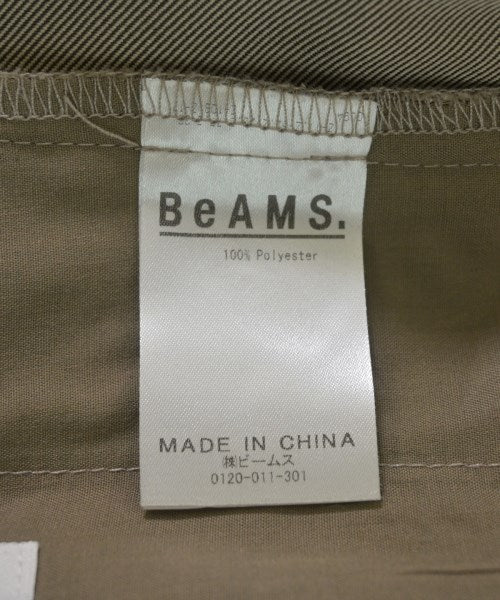 BeAMS.
100% Polyester
MADE IN CHINA
㈱ビームス
0120-011-301